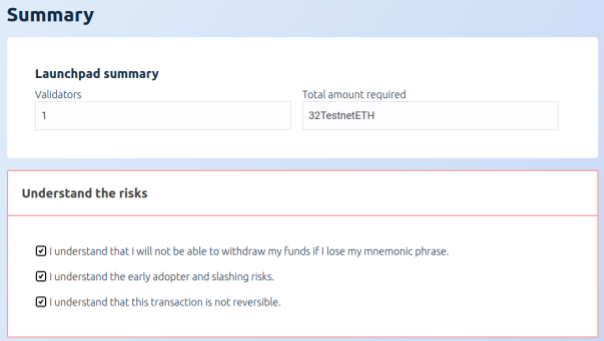 Summary
Launchpad summary
Validators
Total amount required
1
32TestnetETH
Understand the risks
I understand that I will not be able to withdraw my funds if I lose my mnemonic phrase.
I understand the early adopter and slashing risks.
I understand that this transaction is not reversible.